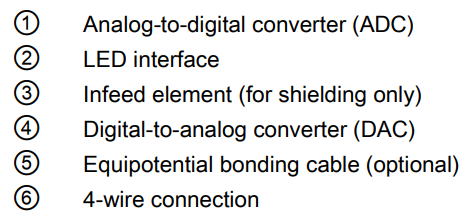 ① Analog-to-digital converter (ADC)
② LED interface
③ Infeed element (for shielding only)
④ Digital-to-analog converter (DAC)
⑤ Equipotential bonding cable (optional)
⑥ 4-wire connection